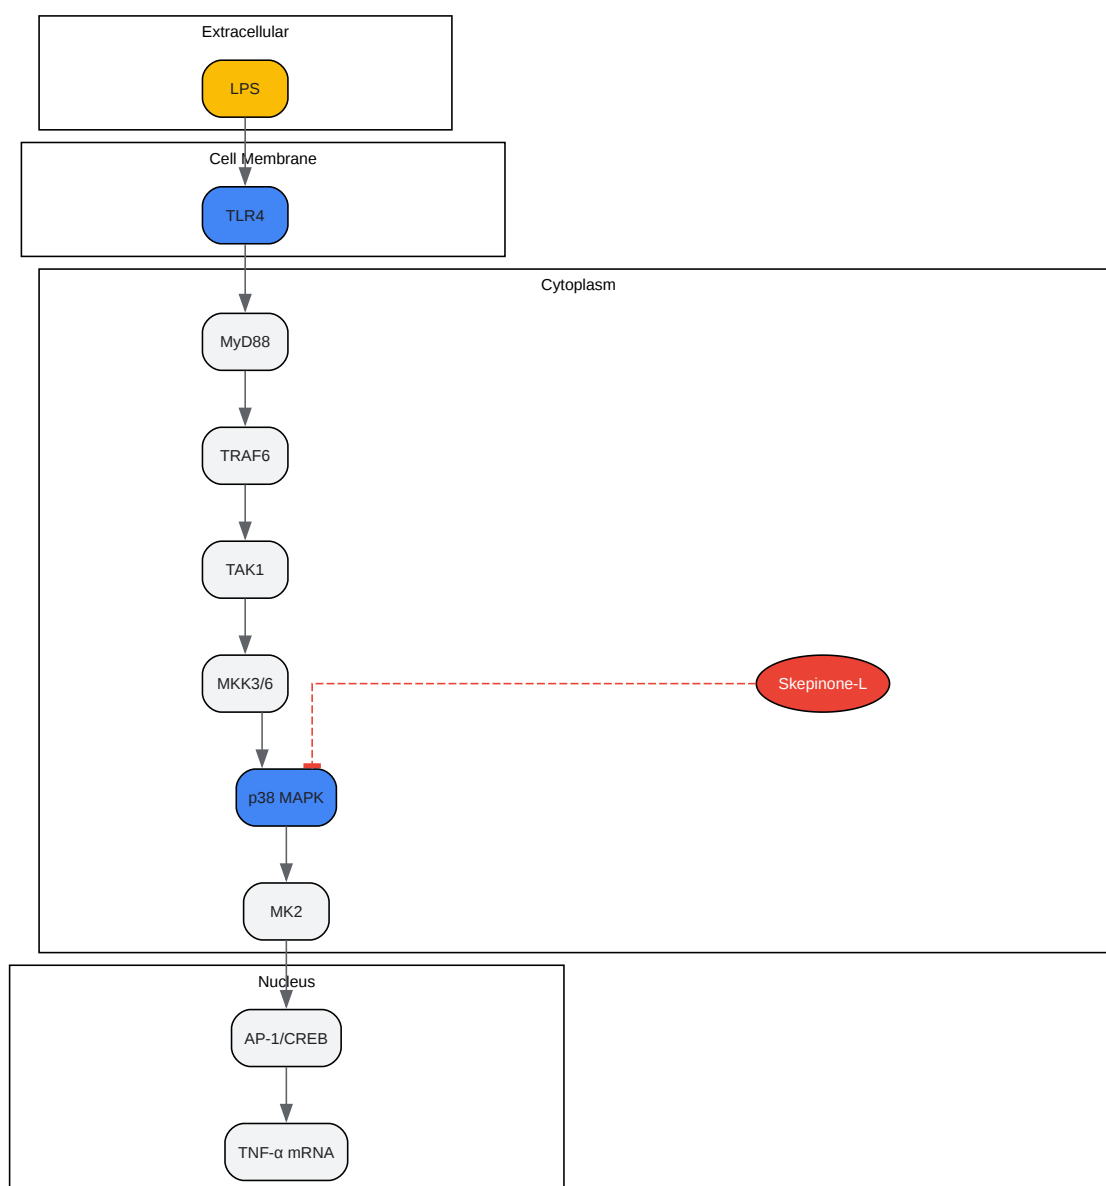 Extracellular
LPS
Cell Membrane
TLR4
Cytoplasm
MyD88
TRAF6
TAK1
MKK3/6
Skepinone-L
p38 MAPK
MK2
Nucleus
AP-1/CREB
TNF-α mRNA